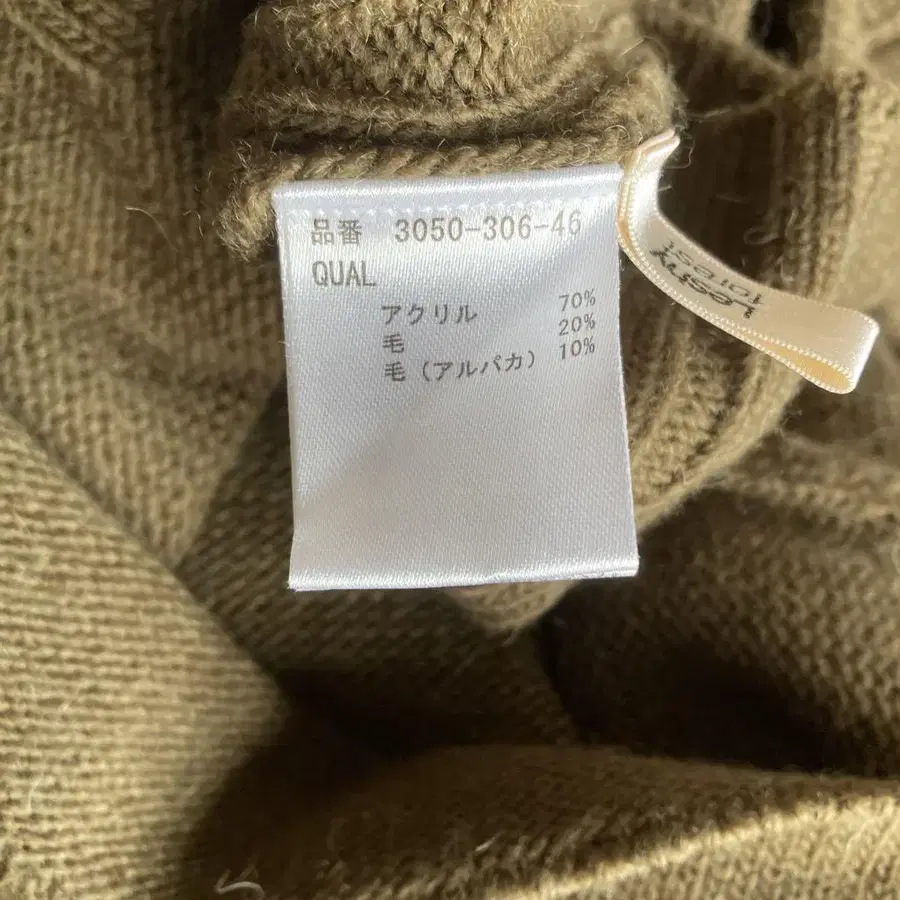 品番 3050-306-46
QUAL
アクリル 70%
毛 20%
毛（アルパカ） 10%
forest